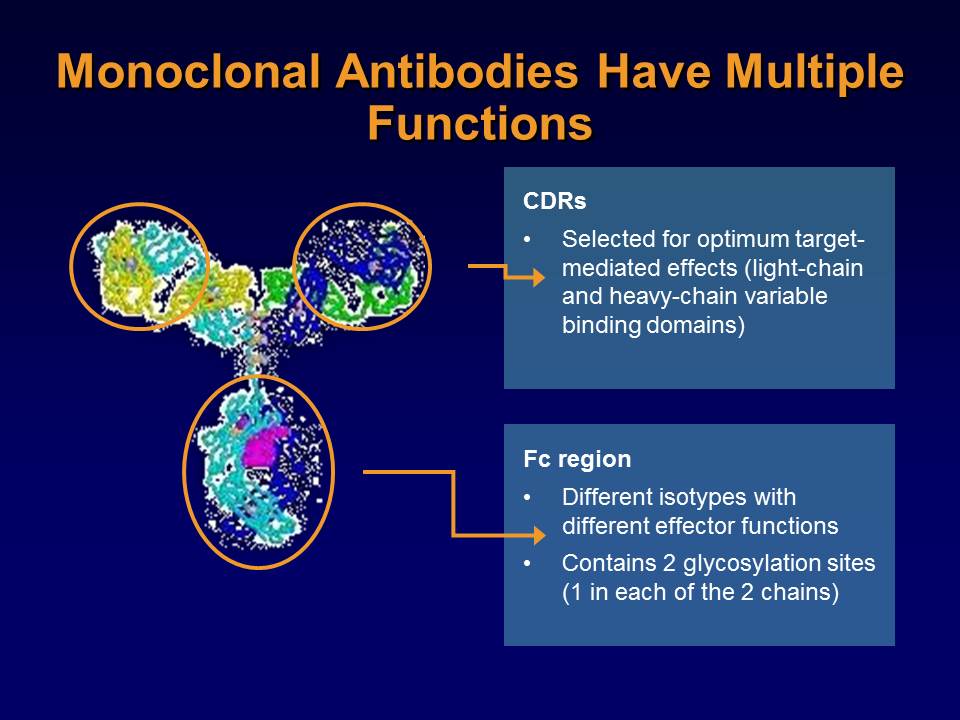 Monoclonal Antibodies Have Multiple
Functions
CDRs
• Selected for optimum target-
mediated effects (light-chain
and heavy-chain variable
binding domains)
Fc region
• Different isotypes with
different effector functions
• Contains 2 glycosylation sites
(1 in each of the 2 chains)